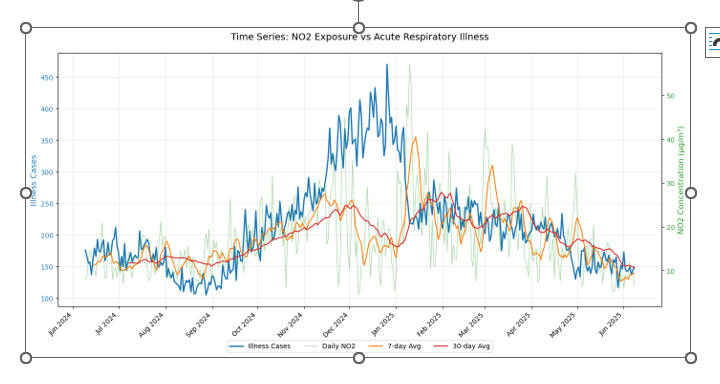 Time Series: NO2 Exposure vs Acute Respiratory Illness
Illness Cases
450
400
350
300
250
200
150
100
NO2 Concentration (μg/m³)
50
40
30
20
10
Jun 2024
Jul 2024
Aug 2024
Sep 2024
Oct 2024
Nov 2024
Dec 2024
Jan 2025
Feb 2025
Mar 2025
Apr 2025
May 2025
Jun 2025
Illness Cases Daily NO2 7-day Avg 30-day Avg